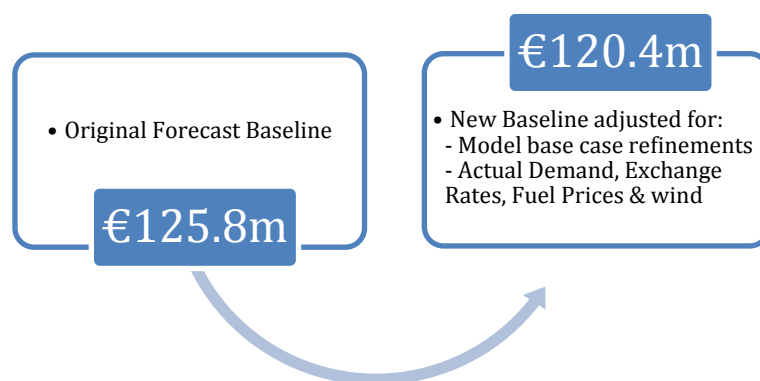 • Original Forecast Baseline
€125.8m
€120.4m
• New Baseline adjusted for:
- Model base case refinements
- Actual Demand, Exchange
Rates, Fuel Prices & wind